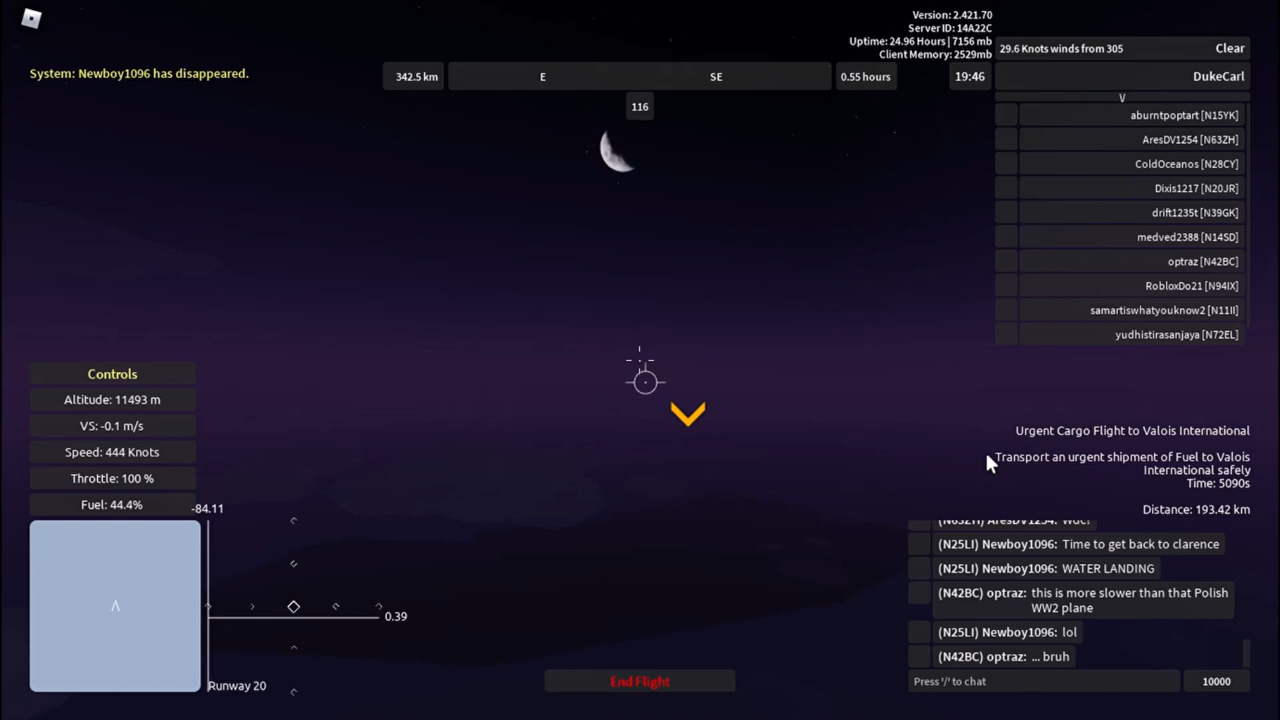 Version: 2.421.70
Server ID: 14A22C
Uptime: 24.96 Hours | 7156 mb
Client Memory: 2529mb
System: Newboy1096 has disappeared.
342.5 km
E
SE
0.55 hours
19:46
116
29.6 Knots winds from 305
Clear
DukeCarl
V
aburntpoptart [N15YK]
AresDV1254 [N63ZH]
ColdOceanos [N28CY]
Dixis1217 [N20JR]
drift1235t [N39GK]
medved2388 [N14SD]
optraz [N42BC]
RobloxDo21 [N94IX]
samartiswhatyouknow2 [N11II]
yudhistirasanjaya [N72EL]
Controls
Altitude: 11493 m
VS: -0.1 m/s
Speed: 444 Knots
Throttle: 100 %
Fuel: 44.4%
-84.11
0.39
Runway 20
Urgent Cargo Flight to Valois International
Transport an urgent shipment of Fuel to Valois
International safely
Time: 5090s
Distance: 193.42 km
(N63ZH) AresDV1254:
(N25LI) Newboy1096: Time to get back to clarence
(N25LI) Newboy1096: WATER LANDING
(N42BC) optraz: this is more slower than that Polish
WW2 plane
(N25LI) Newboy1096: lol
(N42BC) optraz: ... bruh
End Flight
Press '/' to chat
10000